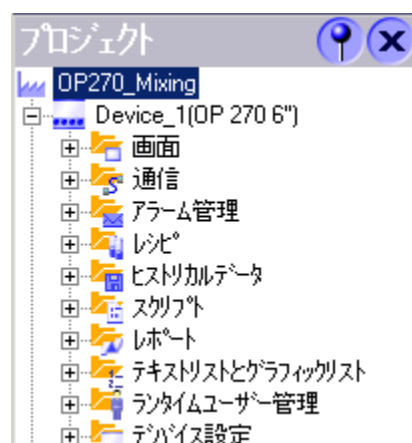 プロジェクト
OP270_Mixing
Device_1(OP 270 6")
画面
通信
アラーム管理
レシピ
ヒストリカルデータ
スクリプト
レポート
テキストリストとグラフィックリスト
ランタイムユーザー管理
デバイス設定